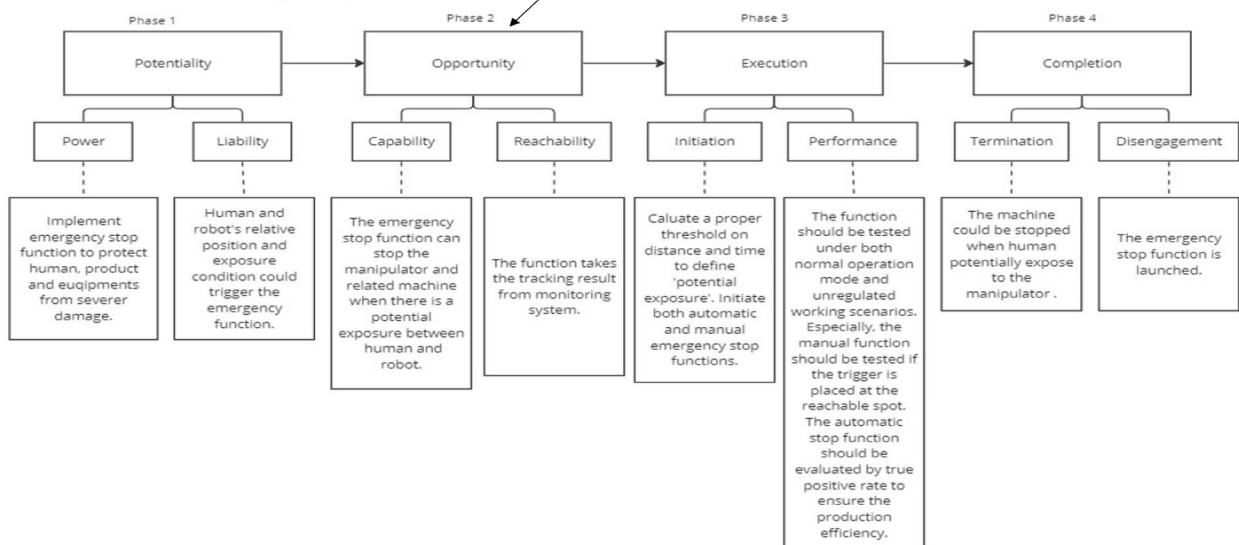 Phase 1
Phase 2
Phase 3
Phase 4
Potentiality
Opportunity
Execution
Completion
Power
Liability
Capability
Reachability
Initiation
Performance
Termination
Disengagement
Implement
emergency stop
function to protect
human, product
and euqipments
from severer
damage.
Human and
robot's relative
position and
exposure
condition could
trigger the
emergency
function.
The emergency
stop function can
stop the
manipulator and
related machine
when there is a
potential
exposure between
human and
robot.
The function takes
the tracking result
from monitoring
system.
Caluate a proper
threshold on
distance and time
to define
'potential
exposure'. Initiate
both automatic
and manual
emergency stop
functions.
The function
should be tested
under both
normal operation
mode and
unregulated
working scenarios.
Especially, the
manual function
should be tested if
the trigger is
placed at the
reachable spot.
The automatic
stop function
should be
evaluated by true
positive rate to
ensure the
production
efficiency.
The machine
could be stopped
when human
potentially expose
to the
manipulator .
The emergency
stop function is
launched.